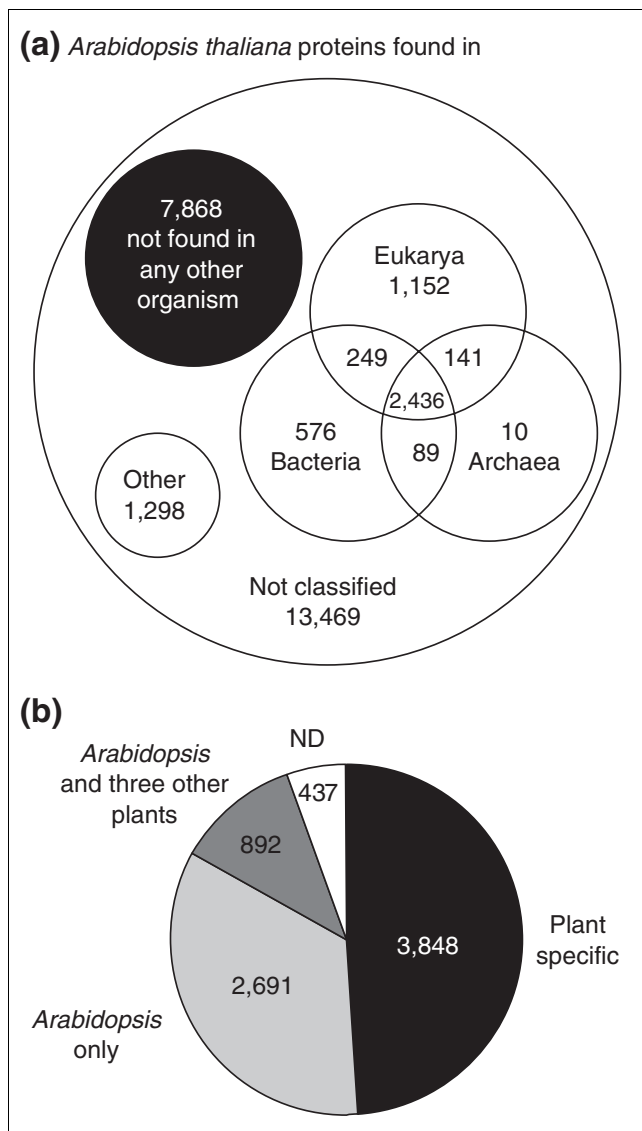 (a) Arabidopsis thaliana proteins found in
7,868
not found in
any other
organism
Eukarya
1,152
249
141
2,436
576
Bacteria
89
10
Archaea
Other
1,298
Not classified
13,469
(b)
ND
Arabidopsis
and three other
plants
437
892
3,848
Plant
specific
2,691
Arabidopsis
only